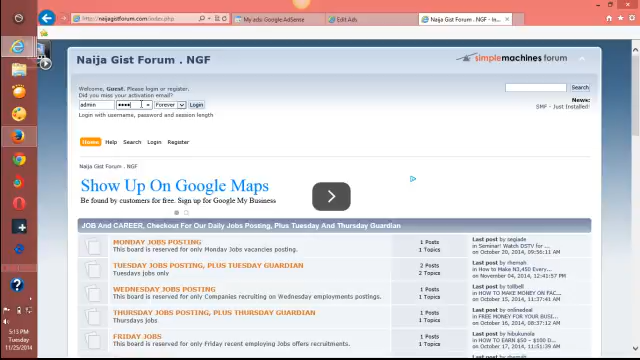 http://naijagistforum.com/index.php
My ads: Google AdSense
Edit Ads
Naija Gist Forum . NGF - In...
Naija Gist Forum . NGF
simplemachines forum
Welcome, Guest. Please login or register.
Did you miss your activation email?
admin
Forever
Login
Login with username, password and session length
Search
News:
SMF - Just Installed!
Home Help Search Login Register
Naija Gist Forum . NGF
Show Up On Google Maps
Be found by customers for free. Sign up for Google My Business
JOB AND CAREER, Checkout For Our Daily Jobs Posting, Plus Tuesday And Thursday Guardian
MONDAY JOBS POSTING
This board is reserved for only Monday Jobs vacancies posting.
1 Posts
1 Topics
Last post by segiade
in Seminar! Watch DSTV for ...
on October 20, 2014, 09:56:11 AM
TUESDAY JOBS POSTING, PLUS TUESDAY GUARDIAN
Tuesdays jobs only
2 Posts
2 Topics
Last post by rhemah
in Make N2,450 Every...
on November 04, 2014, 12:41:57 PM
WEDNESDAY JOBS POSTING
This board is reserved for only Companies recruiting on Wednesday employment postings.
1 Posts
1 Topics
Last post by tollbell
in HOW TO MAKE MONEY ON FAC...
on October 15, 2014, 11:37:41 AM
THURSDAY JOBS POSTING, PLUS THURSDAY GUARDIAN
Thursdays jobs
1 Posts
1 Topics
Last post by onlinedeal
in FREE MONEY FOR YOUR BUSI...
on October 16, 2014, 08:37:12 AM
FRIDAY JOBS
This board is reserved for only Friday recent employing Jobs offers recruitments.
1 Posts
1 Topics
Last post by hibukunola
in HOW TO EARN $50 – $100 D...
on October 17, 2014, 11:51:39 AM
5:13 PM
Tuesday
11/25/2014